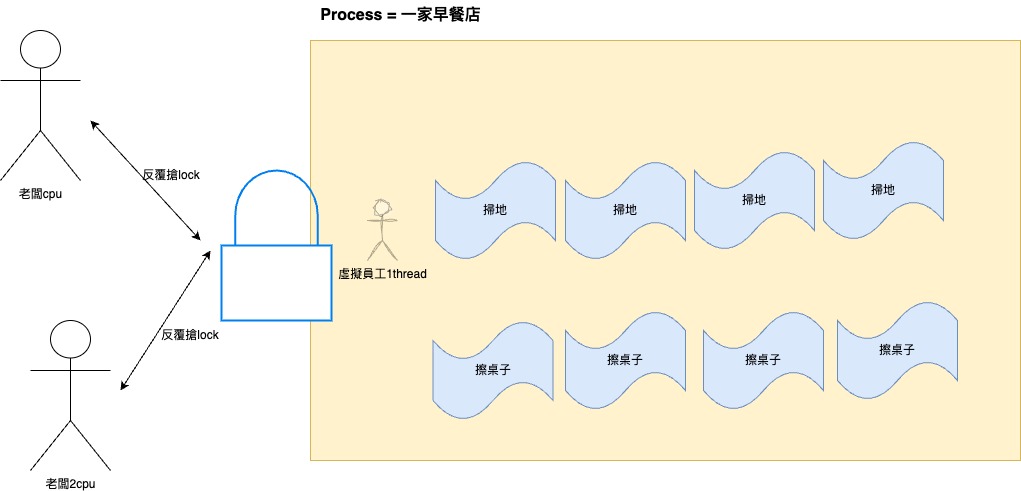 Process = 一家早餐店
反覆搶lock
老闆cpu
掃地
掃地
掃地
掃地
虛擬員工1thread
反覆搶lock
擦桌子
擦桌子
擦桌子
擦桌子
老闆2cpu